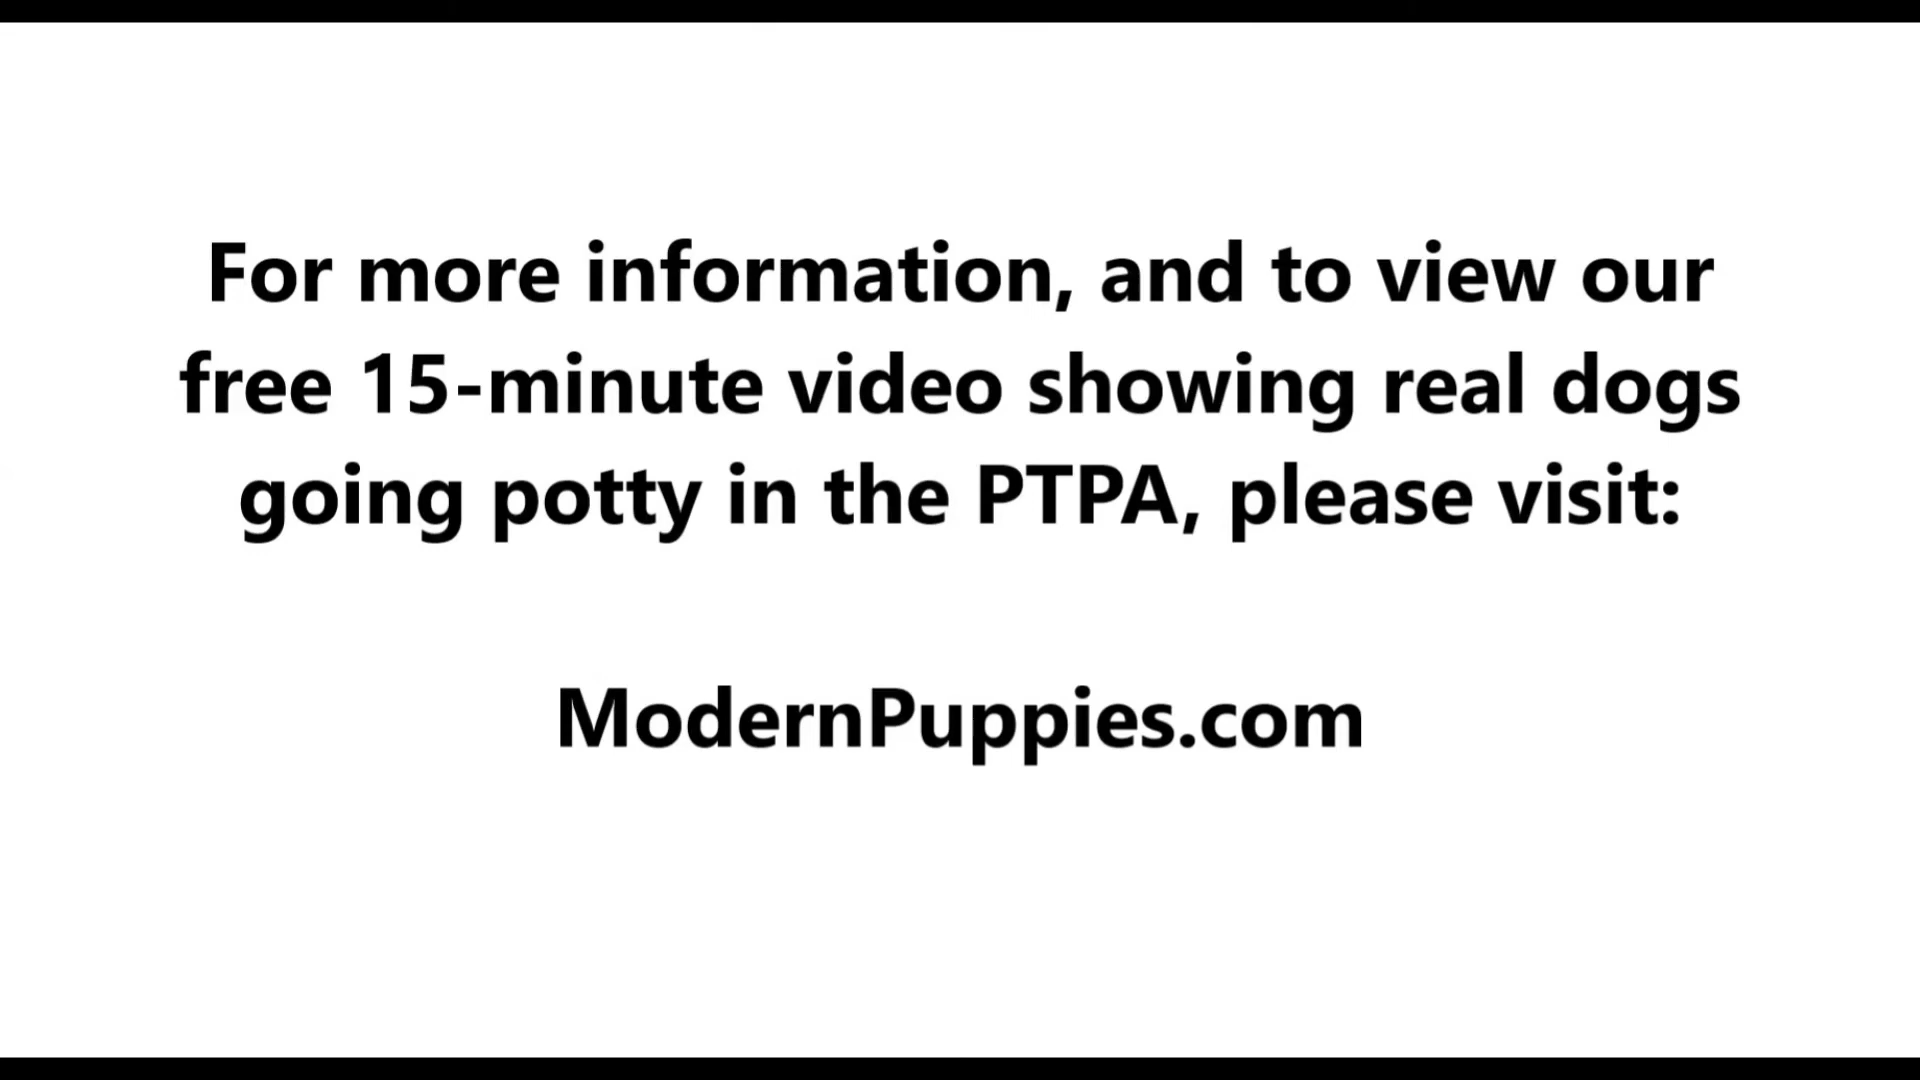 For more information, and to view our
free 15-minute video showing real dogs
going potty in the PTPA, please visit:
ModernPuppies.com